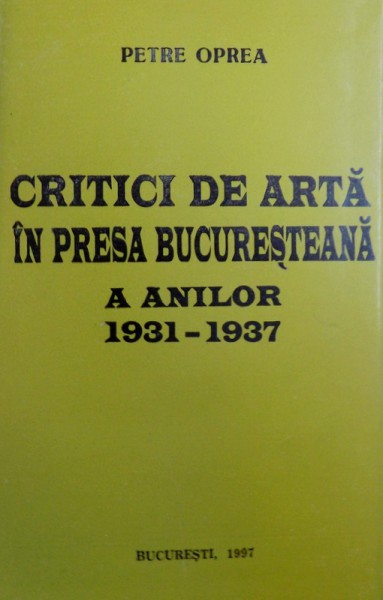 PETRE OPREA
CRITICI DE ARTĂ
ÎN PRESA BUCUREȘTEANĂ
A ANILOR
1931-1937
BUCUREȘTI, 1997